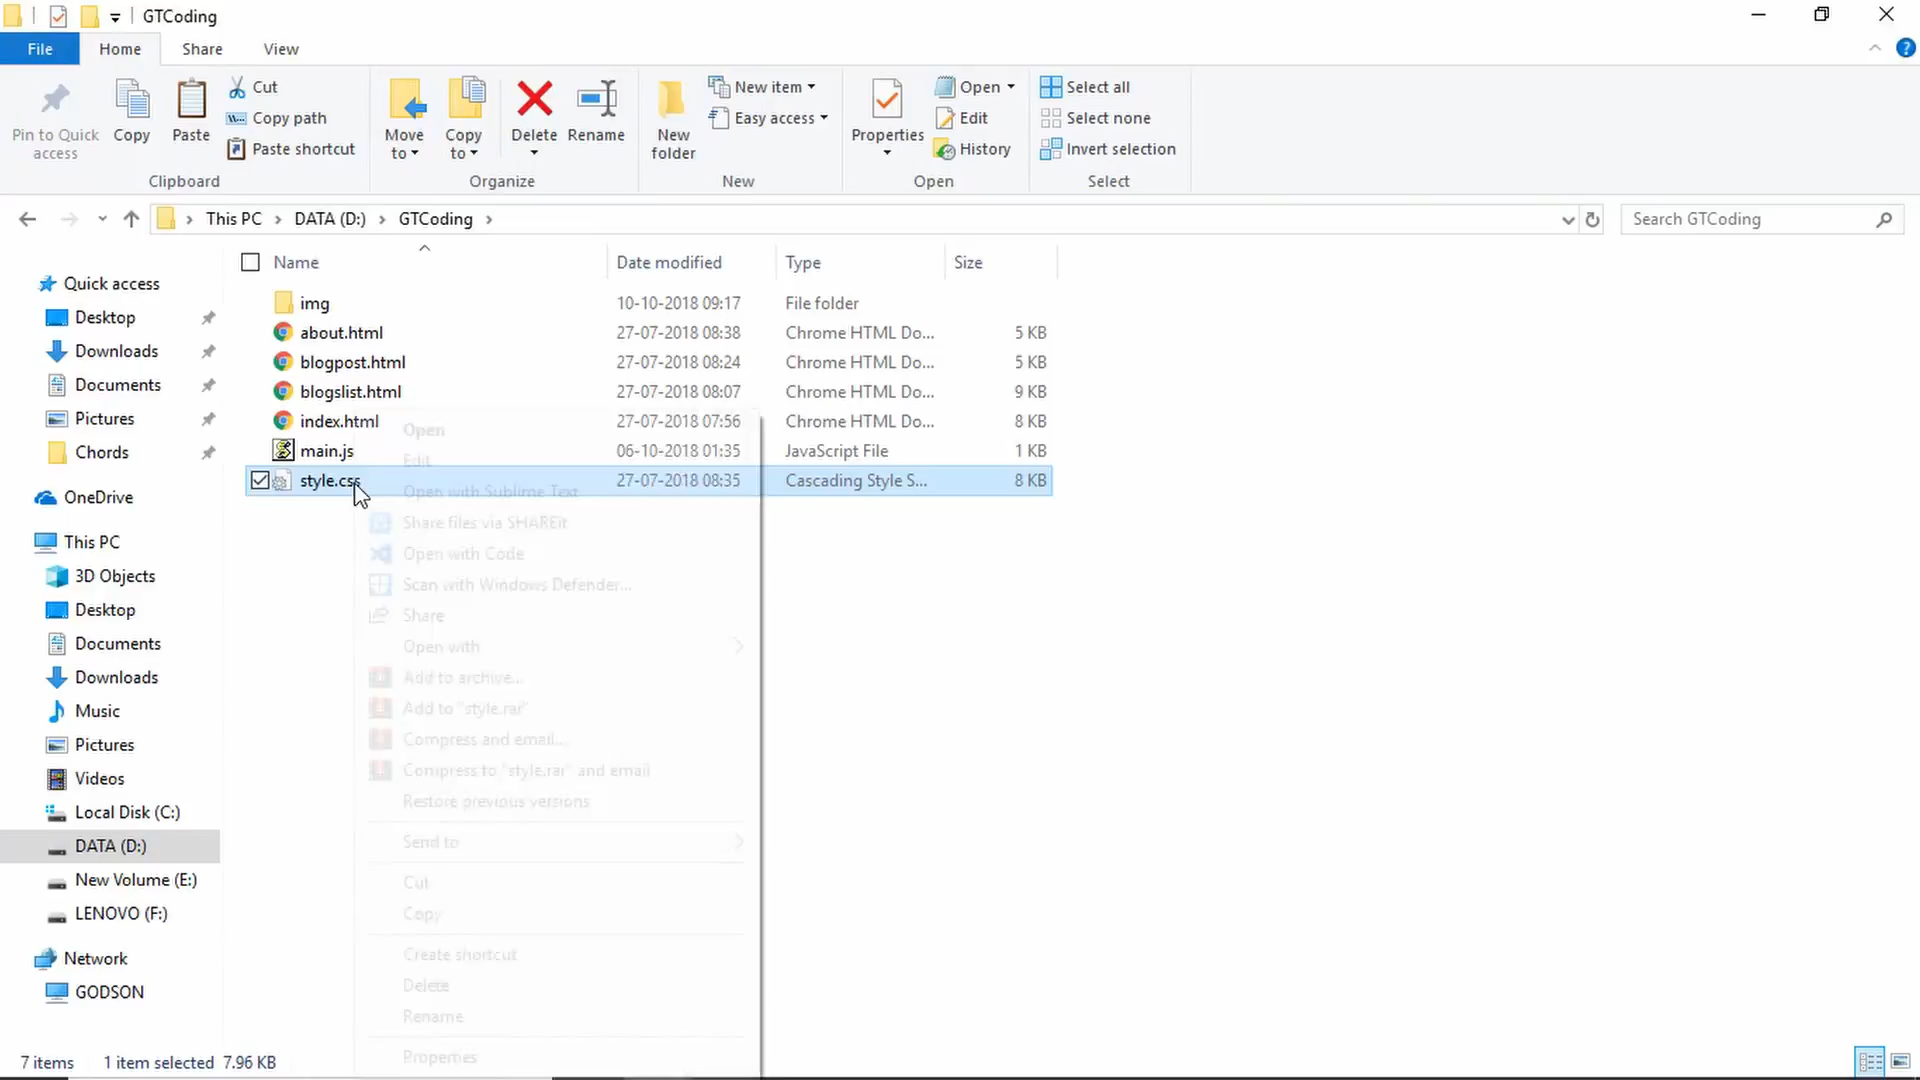 GTCoding
File Home Share View
Pin to Quick access
Copy
Paste
Cut
Copy path
Paste shortcut
Clipboard
Move to
Copy to
Delete
Rename
Organize
New folder
New item
Easy access
New
Properties
Open
Edit
History
Open
Select all
Select none
Invert selection
Select
This PC DATA (D:) GTCoding
Search GTCoding
Name Date modified Type Size
img 10-10-2018 09:17 File folder
about.html 27-07-2018 08:38 Chrome HTML Do... 5 KB
blogpost.html 27-07-2018 08:24 Chrome HTML Do... 5 KB
blogslist.html 27-07-2018 08:07 Chrome HTML Do... 9 KB
index.html 27-07-2018 07:56 Chrome HTML Do... 8 KB
main.js 06-10-2018 01:35 JavaScript File 1 KB
style.css 27-07-2018 08:35 Cascading Style S... 8 KB
Open
Edit
Open with Sublime Text
Share files via SHAREit
Open with Code
Scan with Windows Defender...
Share
Open with
Add to archive...
Add to "style.rar"
Compress and email...
Compress to "style.rar" and email
Restore previous versions
Send to
Cut
Copy
Create shortcut
Delete
Rename
Properties
Quick access
Desktop
Downloads
Documents
Pictures
Chords
OneDrive
This PC
3D Objects
Desktop
Documents
Downloads
Music
Pictures
Videos
Local Disk (C:)
DATA (D:)
New Volume (E:)
LENOVO (F:)
Network
GODSON
7 items 1 item selected 7.96 KB